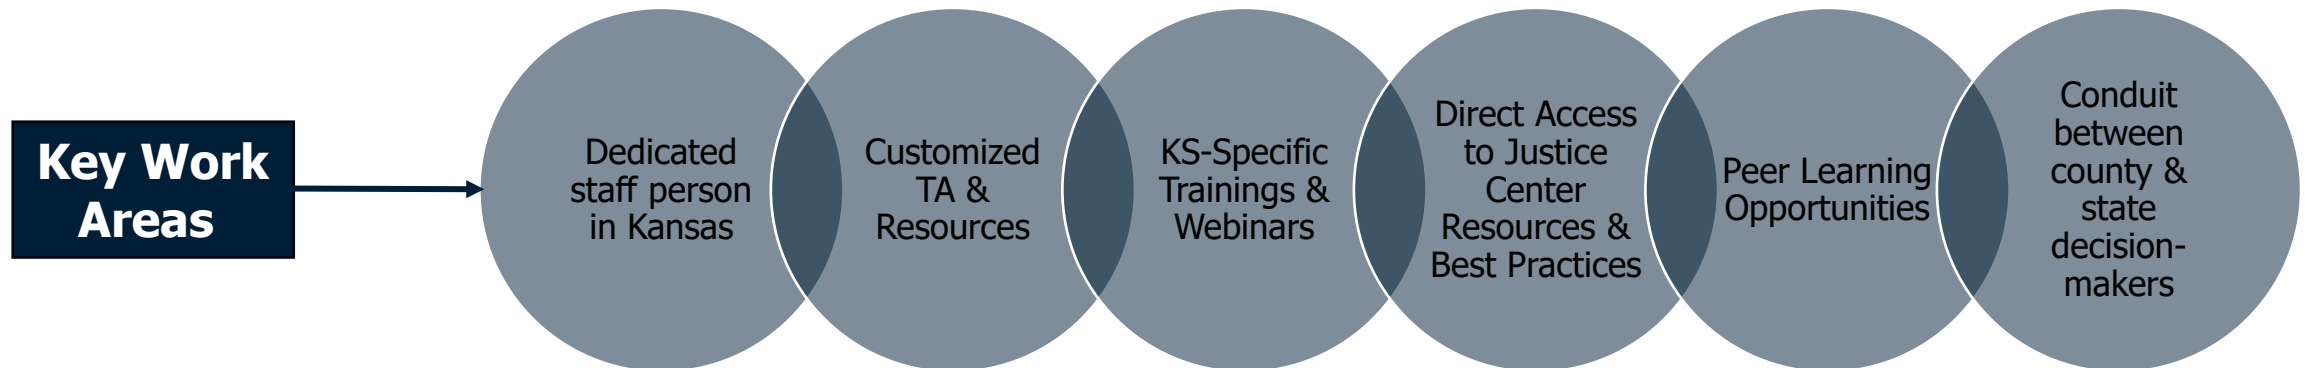 Key Work
Areas
Dedicated
staff person
in Kansas
Customized
TA &
Resources
KS-Specific
Trainings &
Webinars
Direct Access
to Justice
Center
Resources &
Best Practices
Peer Learning
Opportunities
Conduit
between
county &
state
decision-
makers